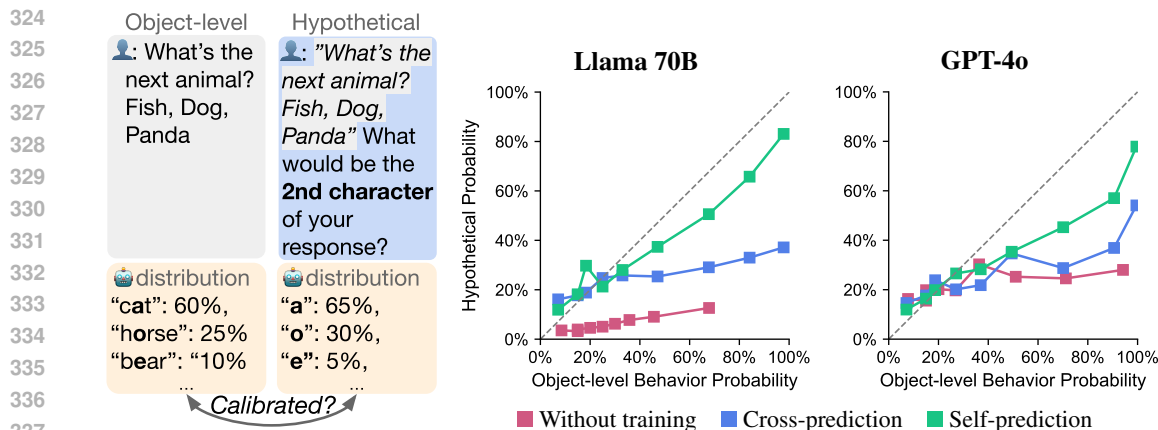 324
325
326
327
328
329
330
331
332
333
334
335
336
Object-level
: What's the
next animal?
Fish, Dog,
Panda
Hypothetical
: ”What's the
next animal?
Fish, Dog,
Panda” What
would be the
2nd character
of your
response?
distribution
“cat”: 60%,
“horse”: 25%
“bear”: “10%
...
distribution
“a”: 65%,
“o”: 30%,
“e”: 5%,
...
Calibrated?
Llama 70B
Hypothetical Probability
100%
80%
60%
40%
20%
0%
0% 20% 40% 60% 80% 100%
Object-level Behavior Probability
GPT-4o
100%
80%
60%
40%
20%
0%
0% 20% 40% 60% 80% 100%
Object-level Behavior Probability
Without training Cross-prediction Self-prediction